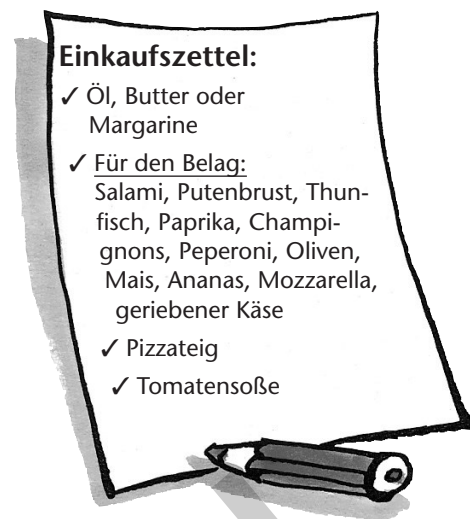 Einkaufszettel:
✓ Öl, Butter oder
Margarine
✓ Für den Belag:
Salami, Putenbrust, Thun-
fisch, Paprika, Champi-
gnons, Peperoni, Oliven,
Mais, Ananas, Mozzarella,
geriebener Käse
✓ Pizzateig
✓ Tomatensoße